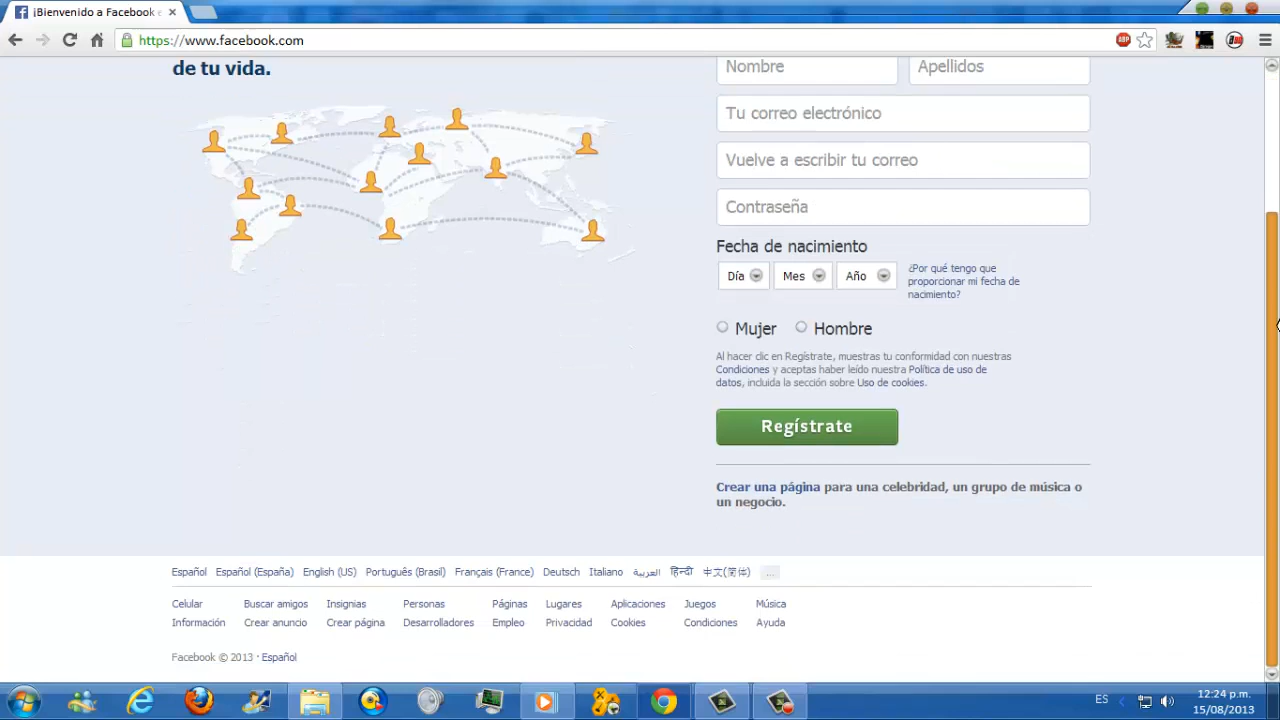 ¡Bienvenido a Facebook e
https://www.facebook.com
ABP
de tu vida.
Nombre
Apellidos
Tu correo electrónico
Vuelve a escribir tu correo
Contraseña
Fecha de nacimiento
Día
Mes
Año
¿Por qué tengo que
proporcionar mi fecha de
nacimiento?
Mujer
Hombre
Al hacer clic en Regístrate, muestras tu conformidad con nuestras
Condiciones y aceptas haber leído nuestra Política de uso de
datos, incluida la sección sobre Uso de cookies.
Regístrate
Crear una página para una celebridad, un grupo de música o
un negocio.
Español Español (España) English (US) Português (Brasil) Français (France) Deutsch Italiano العربية हिन्दी 中文(简体) ...
Celular Buscar amigos Insignias Personas Páginas Lugares Aplicaciones Juegos Música
Información Crear anuncio Crear página Desarrolladores Empleo Privacidad Cookies Condiciones Ayuda
Facebook © 2013 · Español
ES
12:24 p.m.
15/08/2013